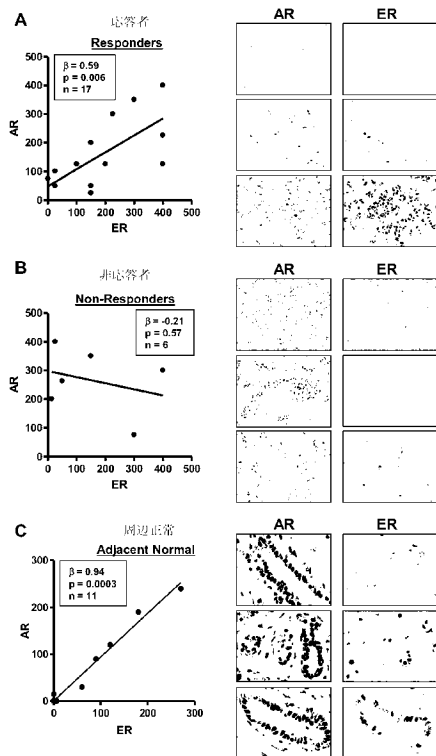 A
応答者
Responders
β = 0.59
p = 0.006
n = 17
AR
500
400
300
200
100
0
0 100 200 300 400 500
ER
AR ER
B
非応答者
Non-Responders
β = -0.21
p = 0.57
n = 6
AR
500
400
300
200
100
0
0 100 200 300 400 500
ER
AR ER
C
周辺正常
Adjacent Normal
β = 0.94
p = 0.0003
n = 11
AR
300
200
100
0
0 100 200 300
ER
AR ER